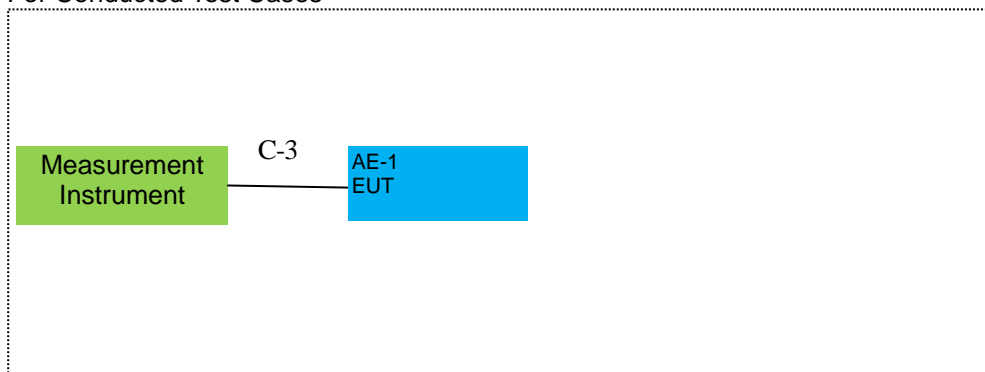 For Conducted Test Cases
Measurement
Instrument
C-3
AE-1
EUT